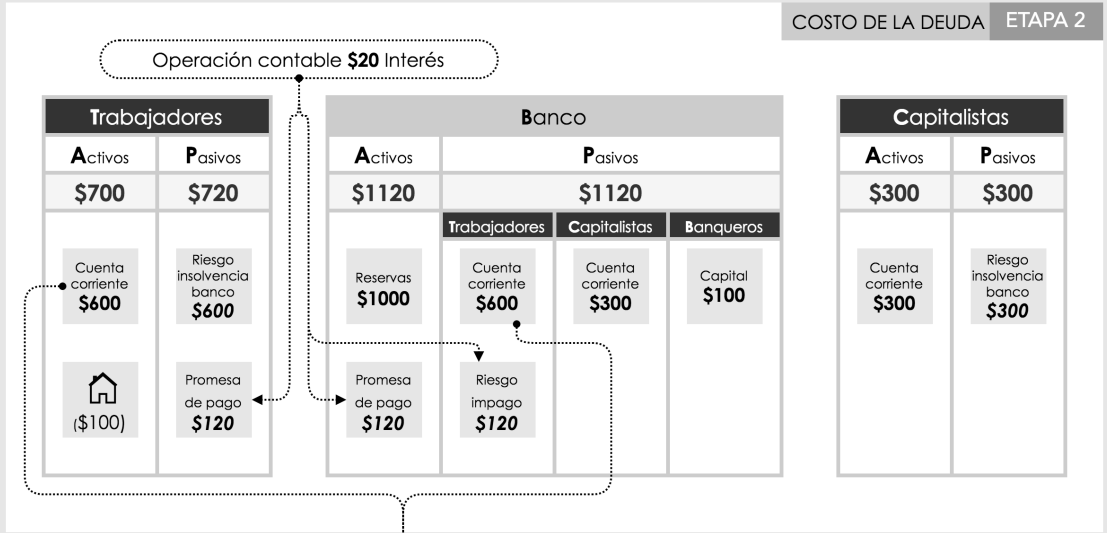 COSTO DE LA DEUDA ETAPA 2
Operación contable $20 Interés
Trabajadores
Activos Pasivos
$700 $720
Cuenta
corriente
$600
Riesgo
insolvencia
banco
$600
($100)
Promesa
de pago
$120
Banco
Activos Pasivos
$1120 $1120
Trabajadores Capitalistas Banqueros
Reservas
$1000
Cuenta
corriente
$600
Cuenta
corriente
$300
Capital
$100
Promesa
de pago
$120
Riesgo
impago
$120
Capitalistas
Activos Pasivos
$300 $300
Cuenta
corriente
$300
Riesgo
insolvencia
banco
$300